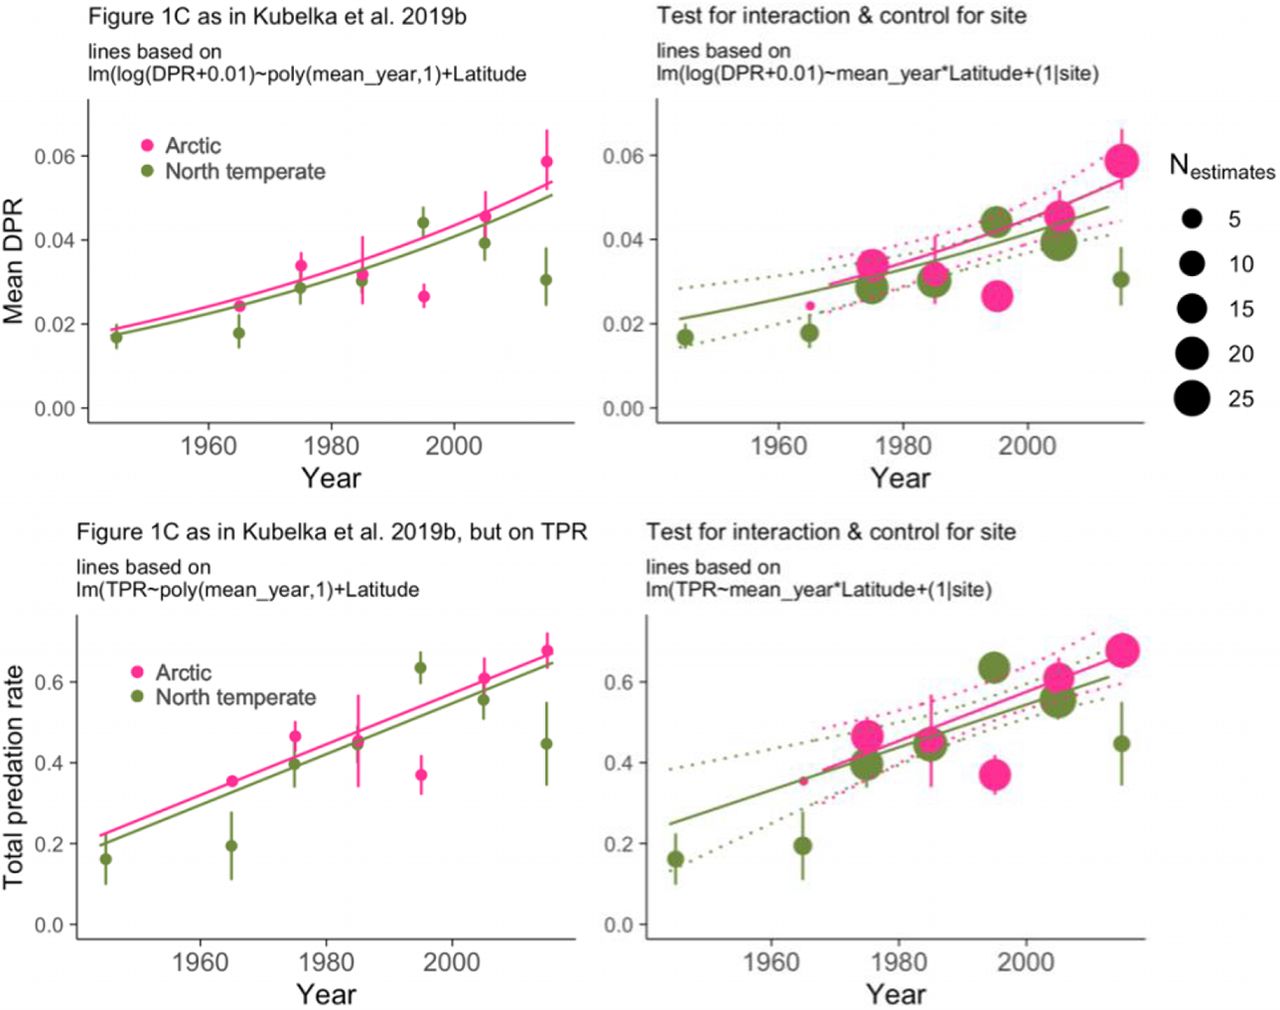 Figure 1C as in Kubelka et al. 2019b
lines based on
lm(log(DPR+0.01)~poly(mean_year,1)+Latitude
Arctic
North temperate
Mean DPR
0.06
0.04
0.02
0.00
1960 1980 2000
Year
Test for interaction & control for site
lines based on
lm(log(DPR+0.01)~mean_year*Latitude+(1|site)
0.06
0.04
0.02
0.00
1960 1980 2000
Year
Nestimates
5
10
15
20
25
Figure 1C as in Kubelka et al. 2019b, but on TPR
lines based on
lm(TPR~poly(mean_year,1)+Latitude
Arctic
North temperate
Total predation rate
0.6
0.4
0.2
0.0
1960 1980 2000
Year
Test for interaction & control for site
lines based on
lm(TPR~mean_year*Latitude+(1|site)
0.6
0.4
0.2
0.0
1960 1980 2000
Year